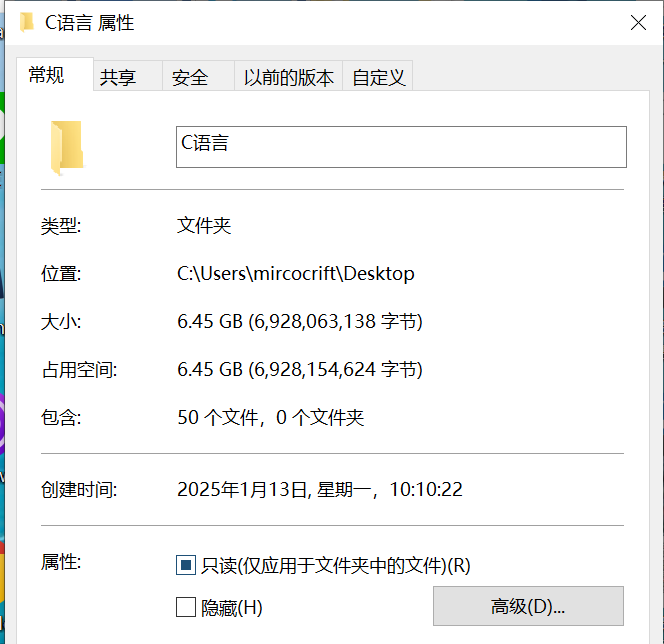 C语言 属性
常规 共享 安全 以前的版本 自定义
C语言
类型: 文件夹
位置: C:\Users\mircocrift\Desktop
大小: 6.45 GB (6,928,063,138 字节)
占用空间: 6.45 GB (6,928,154,624 字节)
包含: 50 个文件，0 个文件夹
创建时间: 2025年1月13日, 星期一，10:10:22
属性: 只读(仅应用于文件夹中的文件)(R)
隐藏(H) 高级(D)...